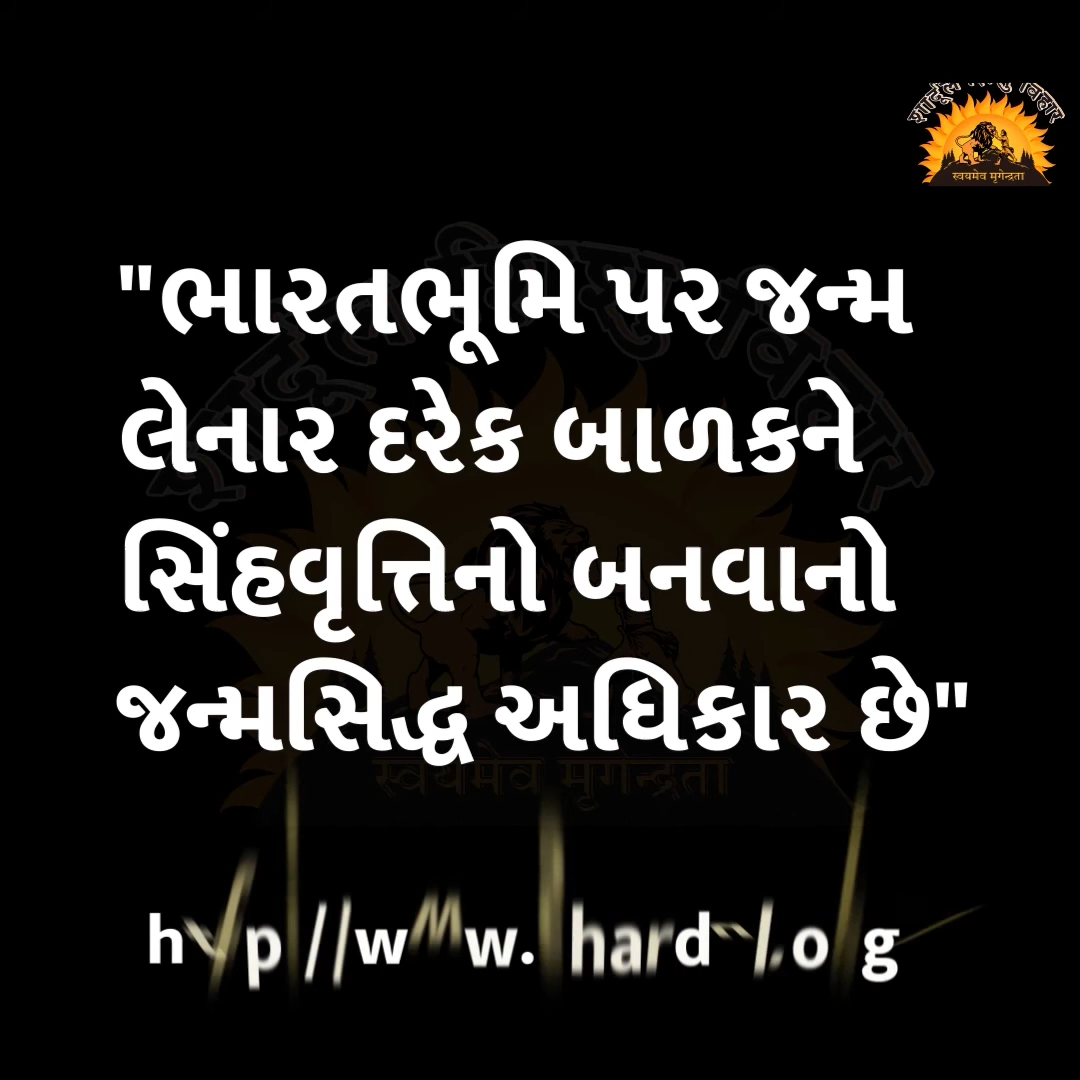 "ભારતભૂમિ પર જન્મ
લેનાર દરેક બાળકને
સિંહવૃત્તિનો બનવાનો
જન્મસિદ્ધ અધિકાર છે"
स्वयमेव मृगेन्द्रता